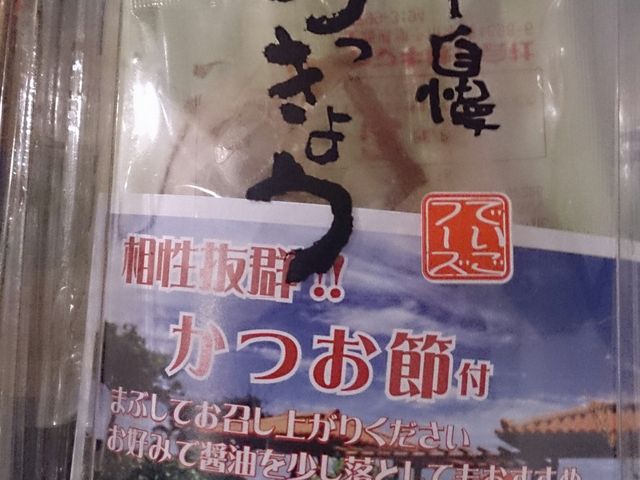 自慢
っきょう
でいご
フーズ
相性抜群!!
かつお節付
まぶしてお召し上がりください
お好みで醤油を少し落としてもおすすめ